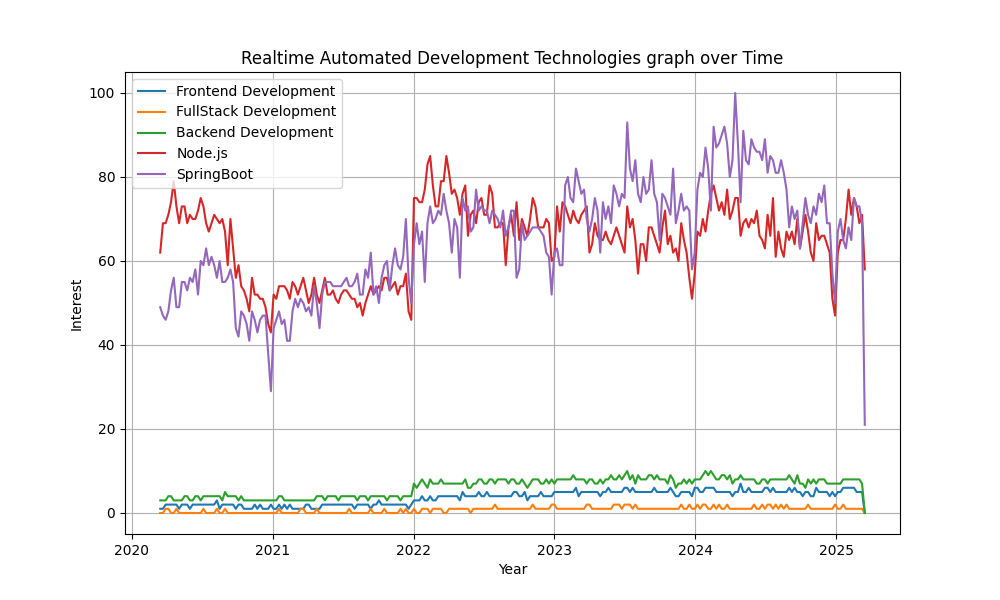 Realtime Automated Development Technologies graph over Time
Frontend Development
FullStack Development
Backend Development
Node.js
SpringBoot
100
80
60
40
20
0
Interest
2020
2021
2022
2023
2024
2025
Year